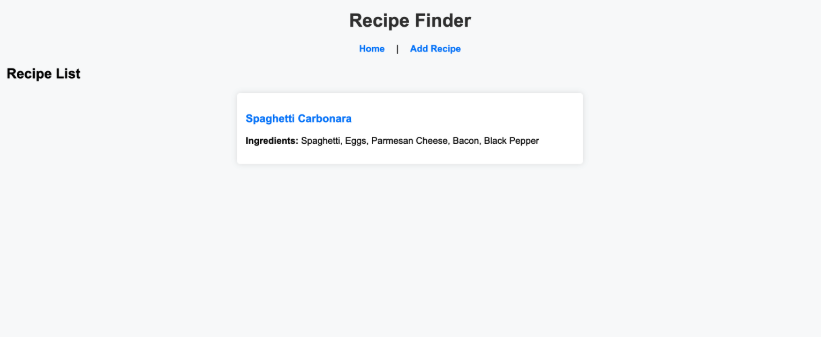 Recipe Finder
Home | Add Recipe
Recipe List
Spaghetti Carbonara
Ingredients: Spaghetti, Eggs, Parmesan Cheese, Bacon, Black Pepper